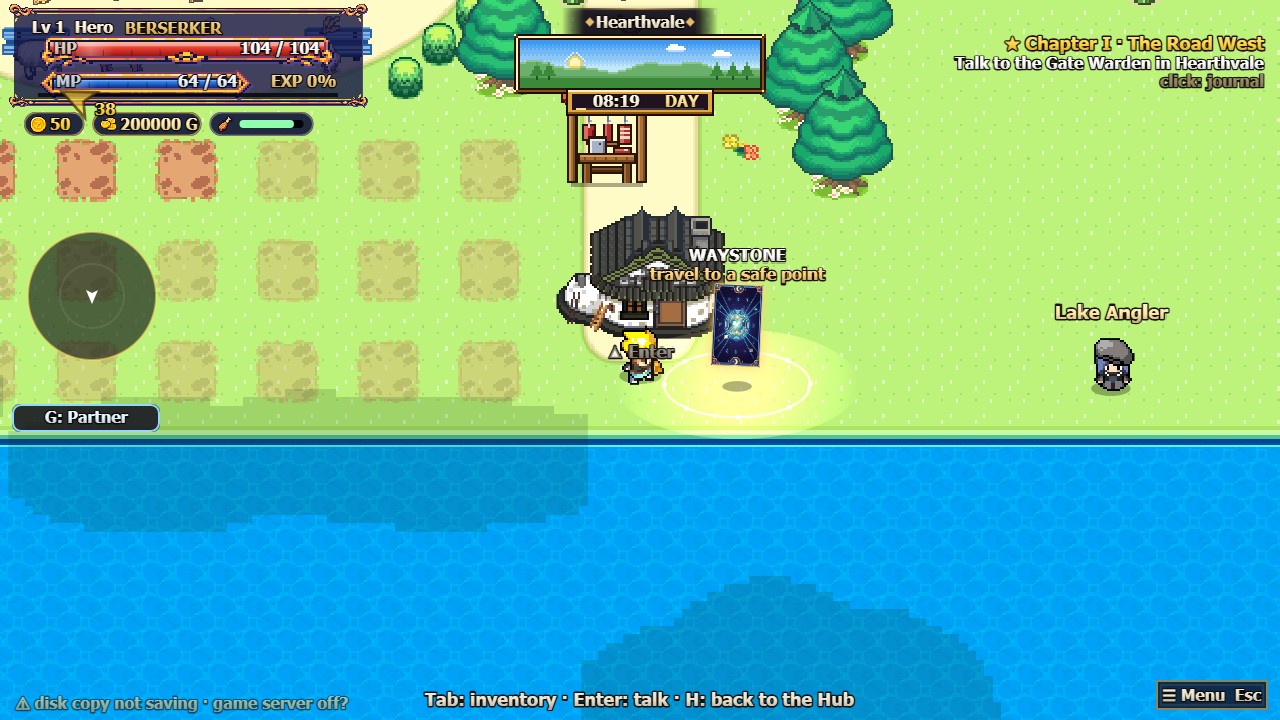 Lv 1 Hero BERSERKER
HP 104 / 104
MP 64 / 64 EXP 0%
38
50 200000 G
◆Hearthvale◆
08:19 DAY
★ Chapter I · The Road West
Talk to the Gate Warden in Hearthvale
click: journal
WAYSTONE
travel to a safe point
Lake Angler
▲ Enter
G: Partner
⚠ disk copy not saving · game server off?
Tab: inventory · Enter: talk · H: back to the Hub
☰ Menu Esc